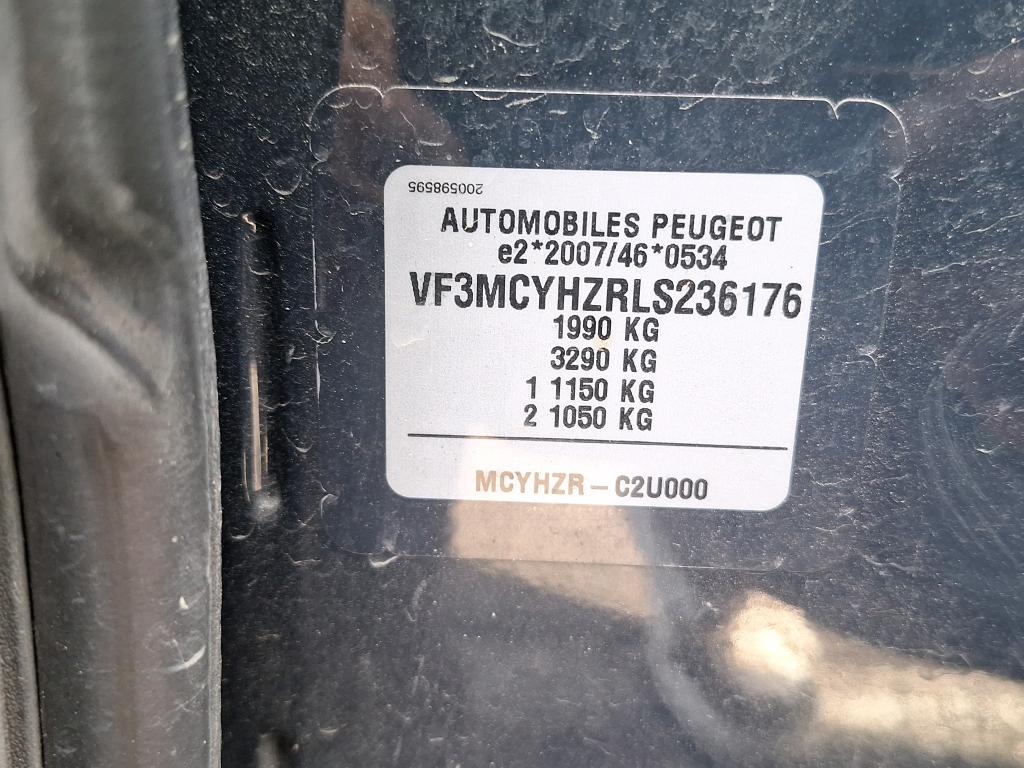 200598595
AUTOMOBILES PEUGEOT
e2*2007/46*0534
VF3MCYHZRLS236176
1990 KG
3290 KG
1 1150 KG
2 1050 KG
MCYHZR – C2U000